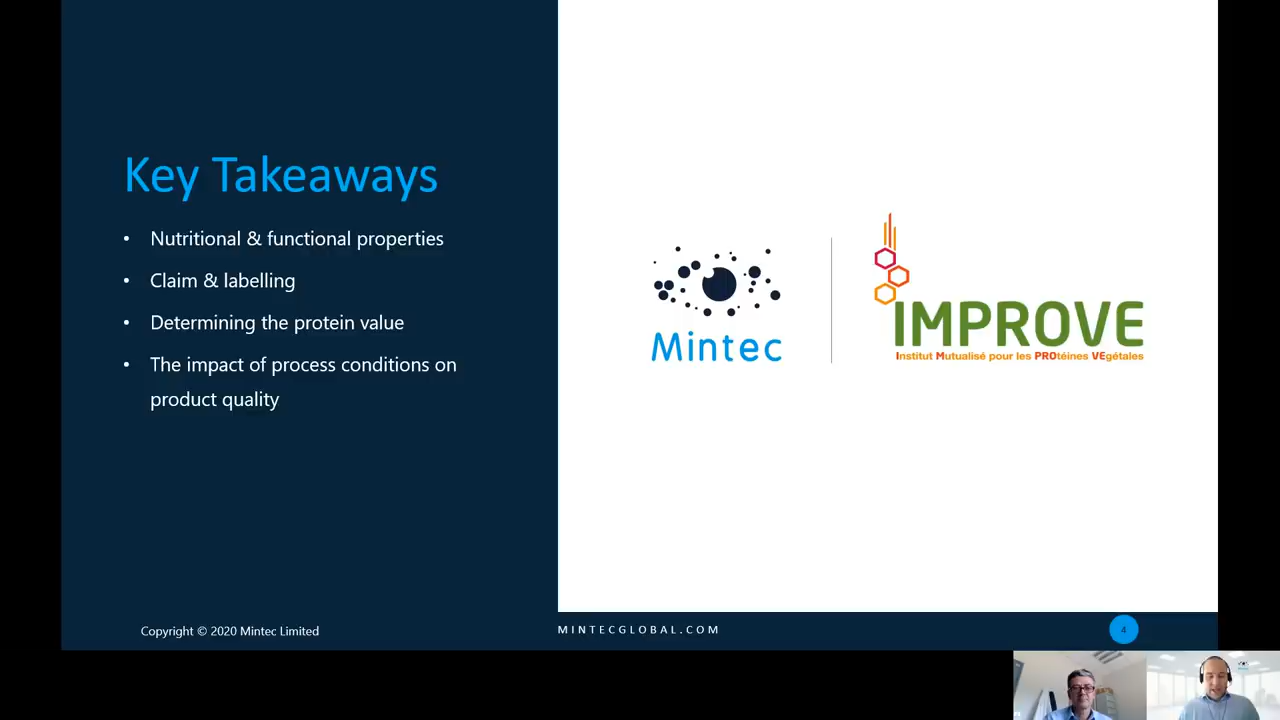 Key Takeaways
• Nutritional & functional properties
• Claim & labelling
• Determining the protein value
• The impact of process conditions on
product quality
Mintec
IMPROVE
Institut Mutualisé pour les PROtéines VEgétales
Copyright © 2020 Mintec Limited
MINTECGLOBAL.COM
4